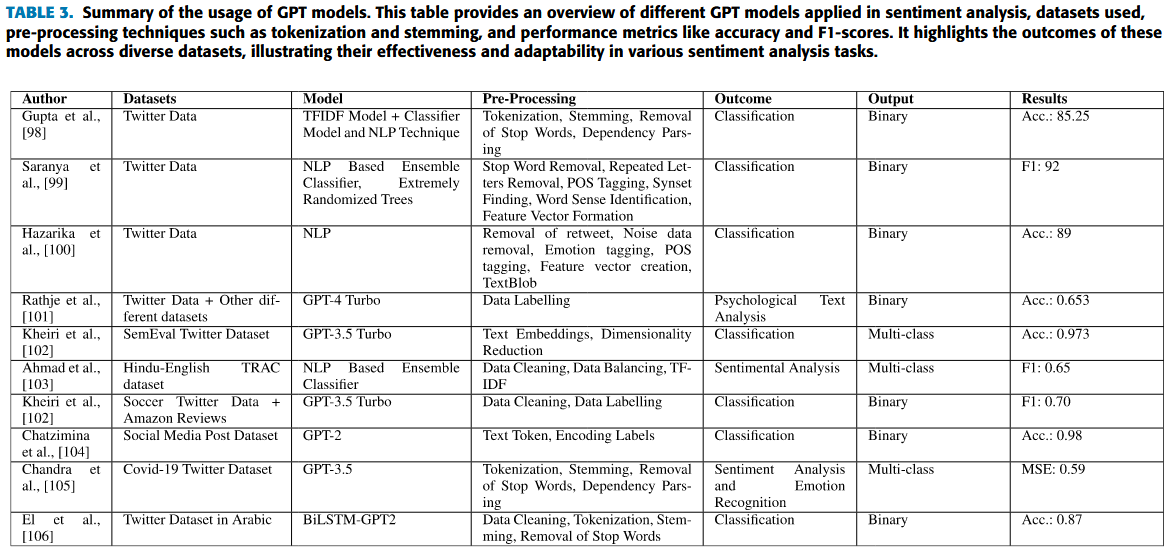 TABLE 3. Summary of the usage of GPT models. This table provides an overview of different GPT models applied in sentiment analysis, datasets used,
pre-processing techniques such as tokenization and stemming, and performance metrics like accuracy and F1-scores. It highlights the outcomes of these
models across diverse datasets, illustrating their effectiveness and adaptability in various sentiment analysis tasks.
Author Datasets Model Pre-Processing Outcome Output Results
Gupta et al., Twitter Data TFIDF Model + Classifier Tokenization, Stemming, Removal Classification Binary Acc.: 85.25
[98] Model and NLP Technique of Stop Words, Dependency Pars-
ing
Saranya et Twitter Data NLP Based Ensemble Stop Word Removal, Repeated Let- Classification Binary F1: 92
al., [99] Classifier, Extremely ters Removal, POS Tagging, Synset
Randomized Trees Finding, Word Sense Identification,
Feature Vector Formation
Hazarika et Twitter Data NLP Removal of retweet, Noise data Classification Binary Acc.: 89
al., [100] removal, Emotion tagging, POS
tagging, Feature vector creation,
TextBlob
Rathje et al., Twitter Data + Other dif- GPT-4 Turbo Data Labelling Psychological Text Binary Acc.: 0.653
[101] ferent datasets Analysis
Kheiri et al., SemEval Twitter Dataset GPT-3.5 Turbo Text Embeddings, Dimensionality Classification Multi-class Acc.: 0.973
[102] Reduction
Ahmad et al., Hindu-English TRAC NLP Based Ensemble Data Cleaning, Data Balancing, TF- Sentimental Analysis Multi-class F1: 0.65
[103] dataset Classifier IDF
Kheiri et al., Soccer Twitter Data + GPT-3.5 Turbo Data Cleaning, Data Labelling Classification Binary F1: 0.70
[102] Amazon Reviews
Chatzimina Social Media Post Dataset GPT-2 Text Token, Encoding Labels Classification Binary Acc.: 0.98
et al., [104]
Chandra et Covid-19 Twitter Dataset GPT-3.5 Tokenization, Stemming, Removal Sentiment Analysis Multi-class MSE: 0.59
al., [105] of Stop Words, Dependency Pars- and Emotion
ing Recognition
El et al., Twitter Dataset in Arabic BiLSTM-GPT2 Data Cleaning, Tokenization, Stem- Classification Binary Acc.: 0.87
[106] ming, Removal of Stop Words